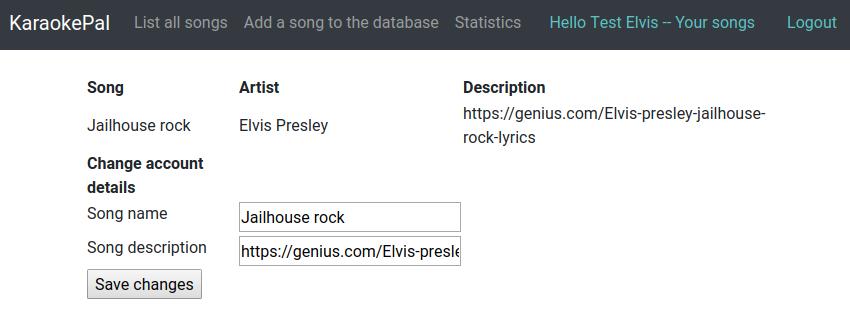 KaraokePal List all songs Add a song to the database Statistics Hello Test Elvis -- Your songs Logout
Song Artist Description
Jailhouse rock Elvis Presley https://genius.com/Elvis-presley-jailhouse-
rock-lyrics
Change account
details
Song name Jailhouse rock
Song description https://genius.com/Elvis-presle
Save changes